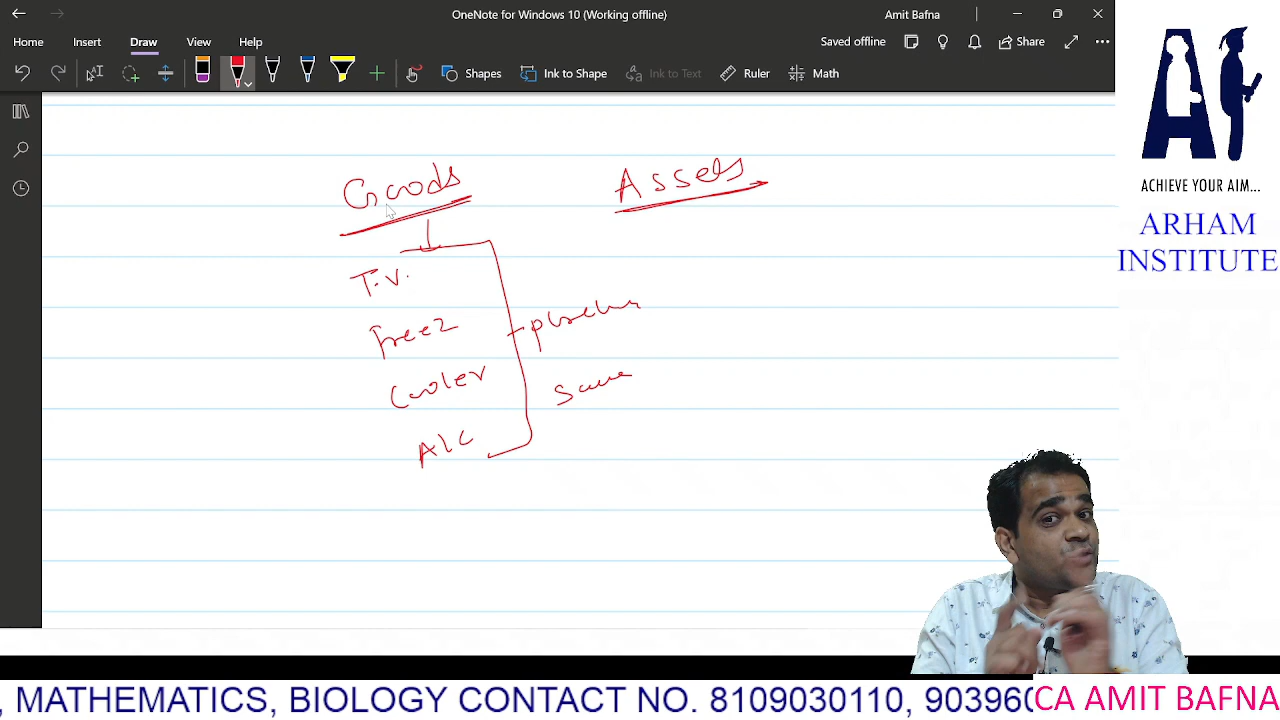 OneNote for Windows 10 (Working offline)
Amit Bafna
Home Insert Draw View Help
Saved offline
Share
Shapes
Ink to Shape
Ink to Text
Ruler
Math
Goods
Assets
T.V.
Freez
Cooler
A/C
ACHIEVE YOUR AIM...
ARHAM
INSTITUTE
, MATHEMATICS, BIOLOGY CONTACT NO. 8109030110, 90396
CA AMIT BAFNA